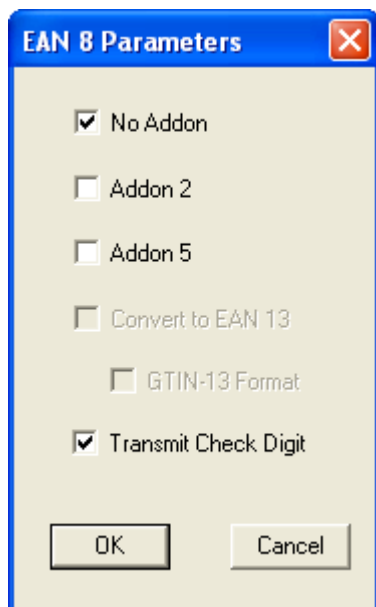 EAN 8 Parameters
No Addon
Addon 2
Addon 5
Convert to EAN 13
GTIN-13 Format
Transmit Check Digit
OK Cancel